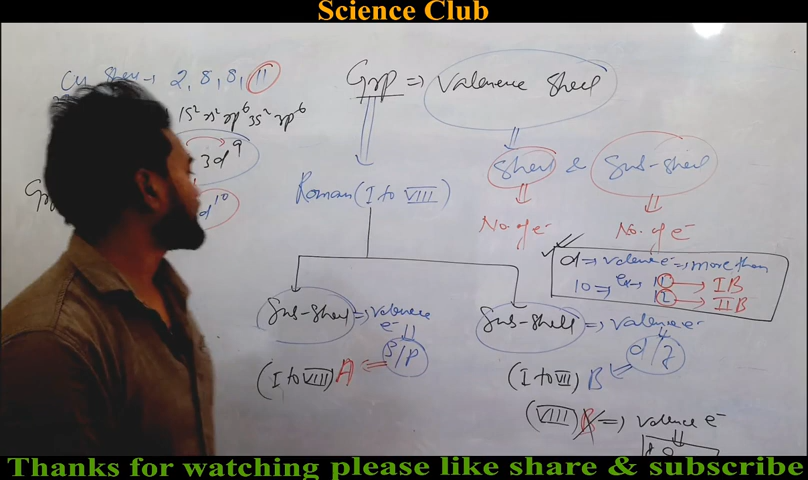 Science Club
Cu Shell → 2, 8, 8, 11
1s² 2s² 2p⁶ 3s² 3p⁶
3d⁹
d¹⁰
Grp ⇒ Valence Shell
Shell & Sub-shell
No. of e⁻ No. of e⁻
Roman (I to VIII)
d ⇒ valence e⁻ ⇒ more than
10 ⇒ ex → 11 → IB
12 → IIB
Sub-shell ⇒ valence e⁻
s/p
(I to VIII) A
Sub-shell ⇒ valence e⁻
d/f
(I to VII) B
(VIII) B ⇒ valence e⁻
Thanks for watching please like share & subscribe